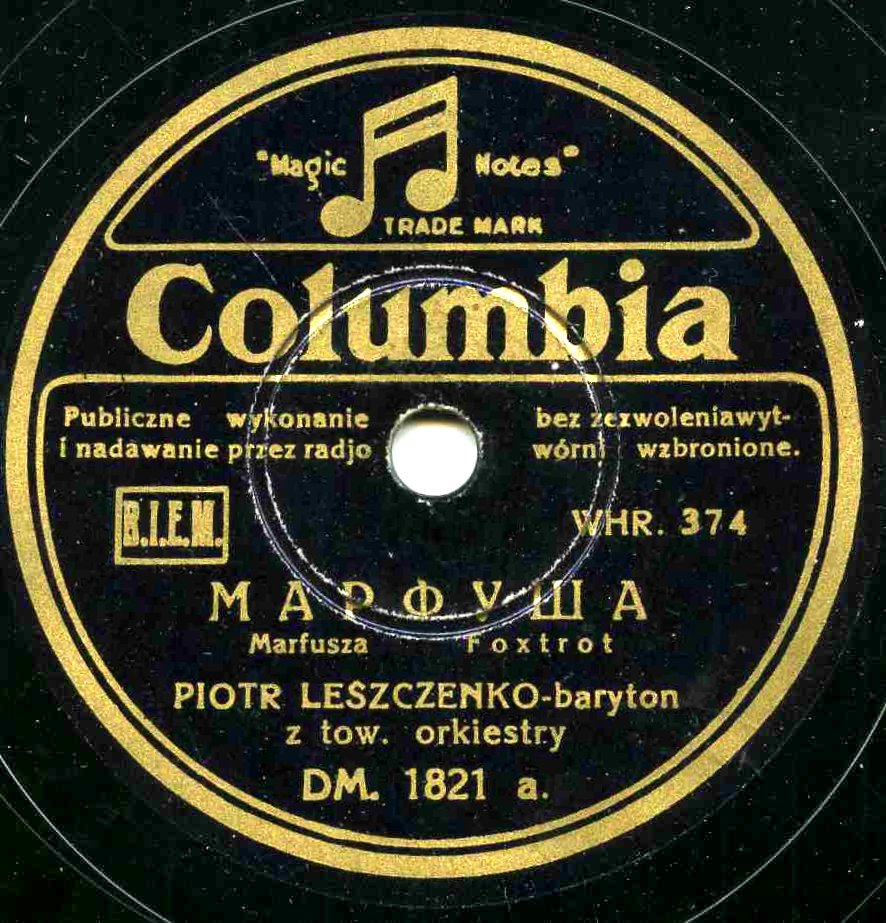 "Magic Notes"
TRADE MARK
Columbia
Publiczne wykonanie bez zezwoleniawyt-
i nadawanie przez radjo wórni wzbronione.
B.I.E.M.
WHR. 374
МАРФУША
Marfusza Foxtrot
PIOTR LESZCZENKO-baryton
z tow. orkiestry
DM. 1821 a.